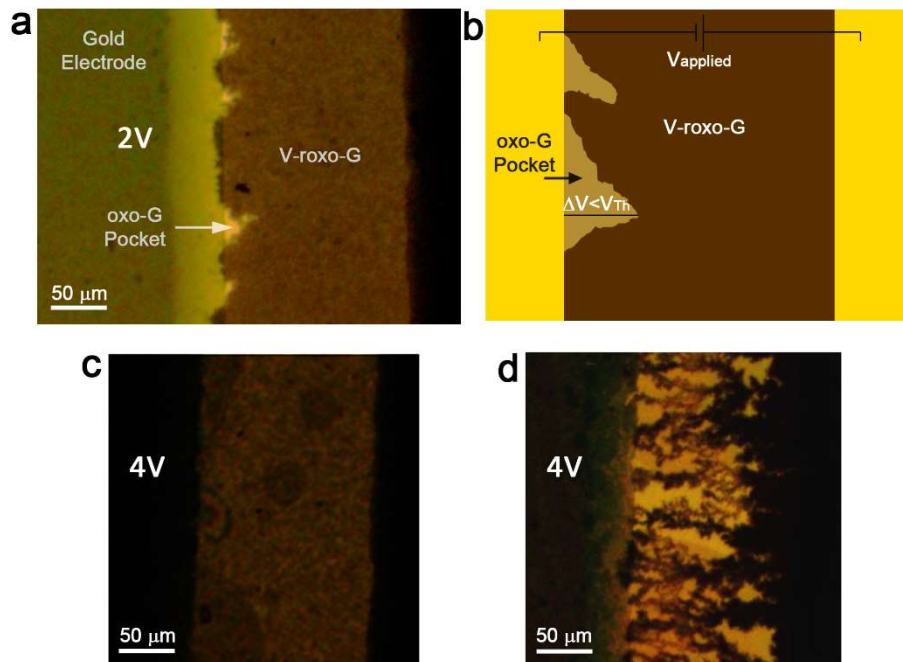 a
Gold
Electrode
2V
V-roxo-G
oxo-G
Pocket
50 μm
b
Vapplied
V-roxo-G
oxo-G
Pocket
ΔV<VTh
c
4V
50 μm
d
4V
50 μm